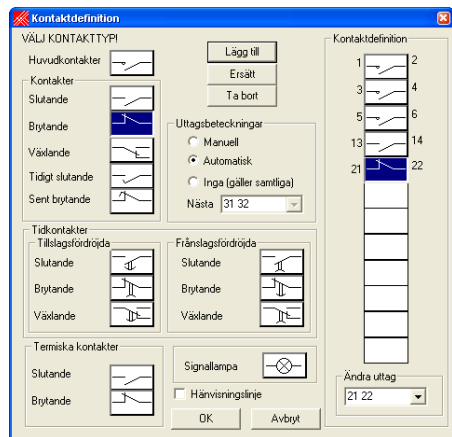 Kontaktdefinition
VÄLJ KONTAKTTYP!
Huvudkontakter
Kontakter
Slutande
Brytande
Växlande
Tidigt slutande
Sent brytande
Lägg till
Ersätt
Ta bort
Uttagsbeteckningar
Manuell
Automatisk
Inga (gäller samtliga)
Nästa 31 32
Tidkontakter
Tillslagsfördröjda
Slutande
Brytande
Växlande
Frånslagsfördröjda
Slutande
Brytande
Växlande
Termiska kontakter
Slutande
Brytande
Signallampa
Hänvisningslinje
OK
Avbryt
Kontaktdefinition
1 2
3 4
5 6
13 14
21 22
Ändra uttag
21 22